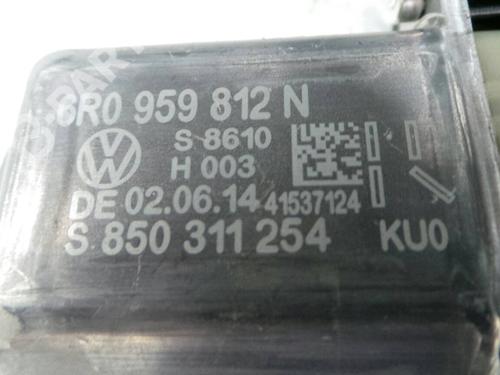 6R0 959 812 N
S 8610
H 003
DE 02.06.14 41537124
S 850 311 254 KU0